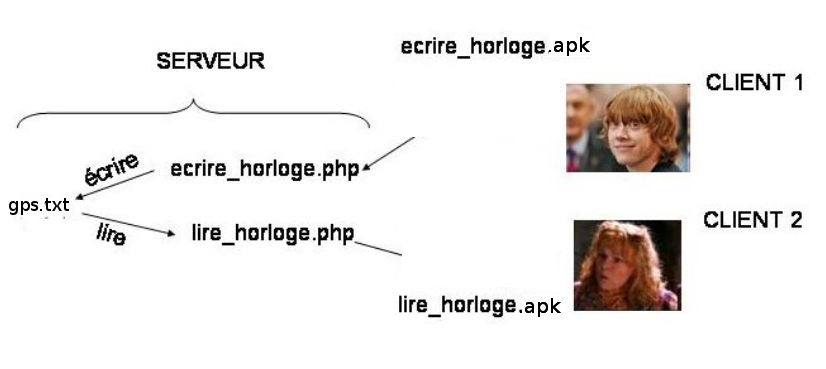 ecrire_horloge.apk
SERVEUR
CLIENT 1
écrire
ecrire_horloge.php
gps.txt
lire
lire_horloge.php
CLIENT 2
lire_horloge.apk